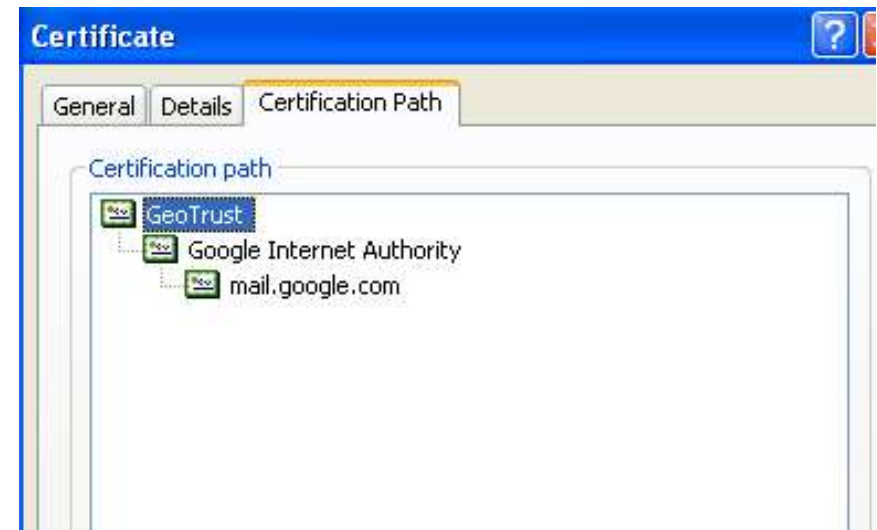 Certificate
?
General Details Certification Path
Certification path
GeoTrust
Google Internet Authority
mail.google.com